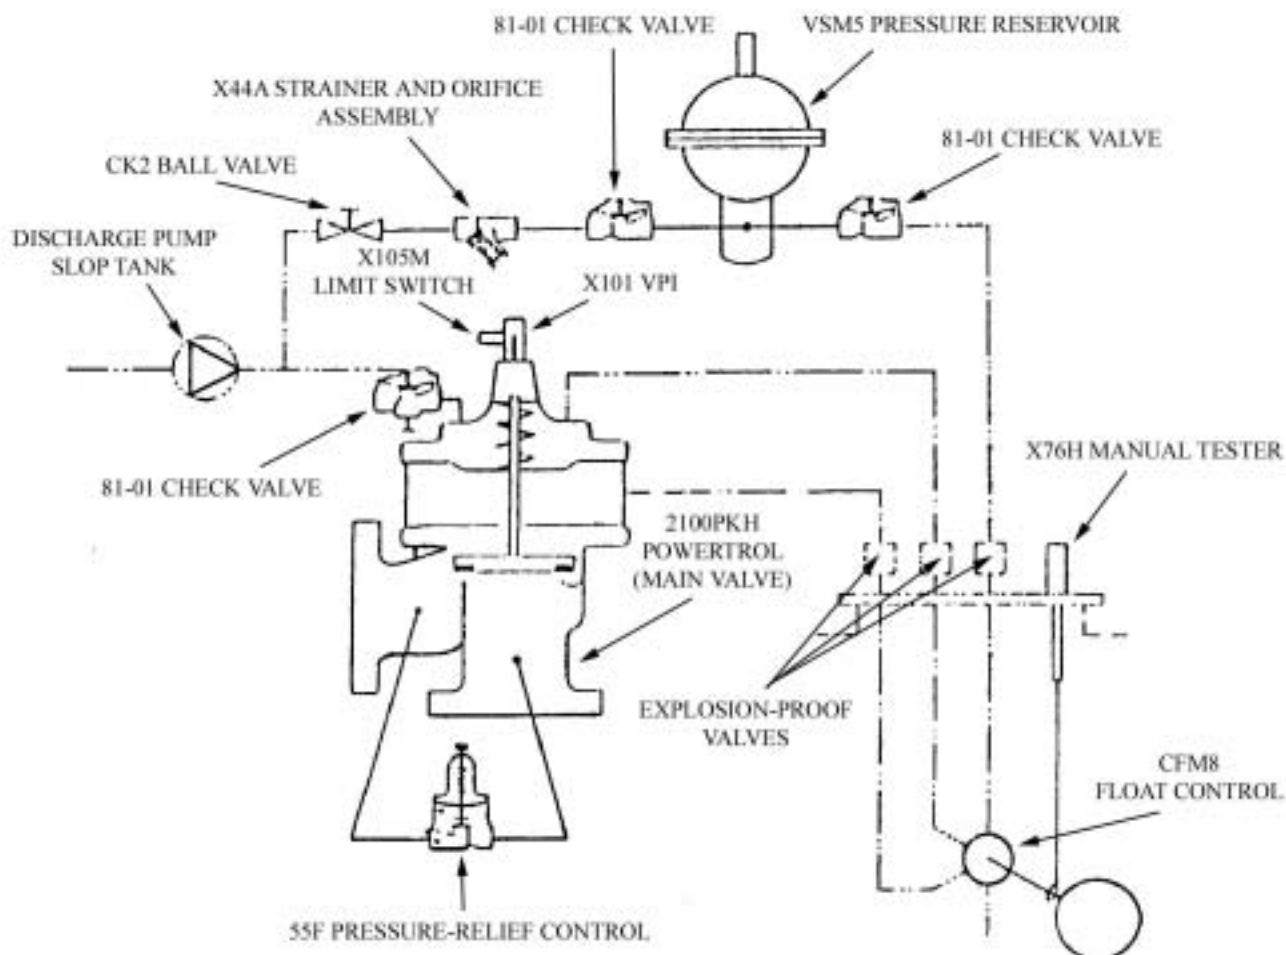 81-01 CHECK VALVE
VSM5 PRESSURE RESERVOIR
X44A STRAINER AND ORIFICE
ASSEMBLY
81-01 CHECK VALVE
CK2 BALL VALVE
DISCHARGE PUMP
SLOP TANK
X105M
LIMIT SWITCH
X101 VPI
X76H MANUAL TESTER
81-01 CHECK VALVE
2100PKH
POWERTROL
(MAIN VALVE)
EXPLOSION-PROOF
VALVES
CFM8
FLOAT CONTROL
55F PRESSURE-RELIEF CONTROL